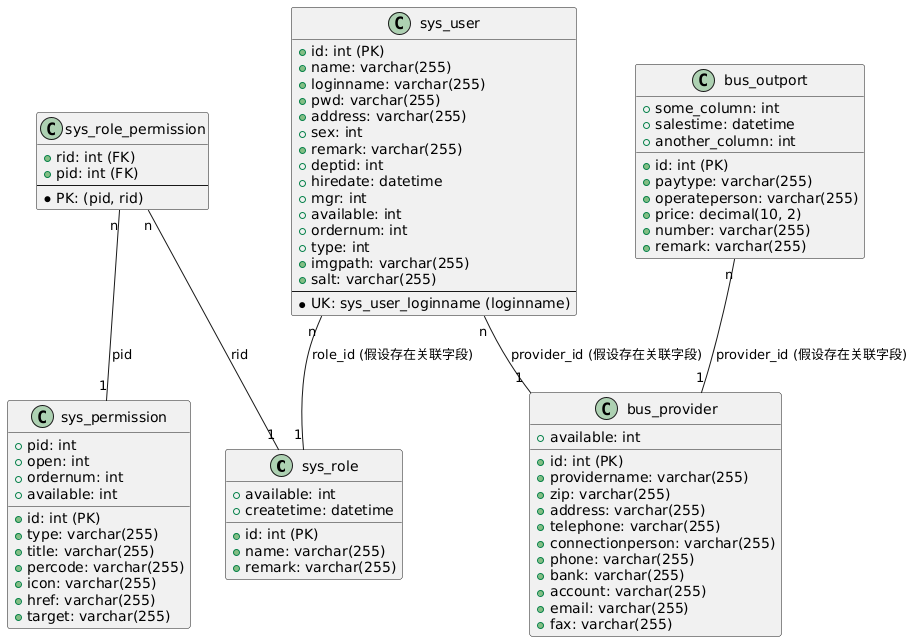 sys_user
id: int (PK)
name: varchar(255)
loginname: varchar(255)
pwd: varchar(255)
address: varchar(255)
sex: int
remark: varchar(255)
deptid: int
hiredate: datetime
mgr: int
available: int
ordernum: int
type: int
imgpath: varchar(255)
salt: varchar(255)
UK: sys_user_loginname (loginname)
bus_outport
some_column: int
salestime: datetime
another_column: int
id: int (PK)
paytype: varchar(255)
operateperson: varchar(255)
price: decimal(10, 2)
number: varchar(255)
remark: varchar(255)
sys_role_permission
rid: int (FK)
pid: int (FK)
PK: (pid, rid)
n
n
n
n
n
pid
rid
role_id (假设存在关联字段)
provider_id (假设存在关联字段)
provider_id (假设存在关联字段)
1
1
1
1
1
sys_permission
pid: int
open: int
ordernum: int
available: int
id: int (PK)
type: varchar(255)
title: varchar(255)
percode: varchar(255)
icon: varchar(255)
href: varchar(255)
target: varchar(255)
sys_role
available: int
createtime: datetime
id: int (PK)
name: varchar(255)
remark: varchar(255)
bus_provider
available: int
id: int (PK)
providername: varchar(255)
zip: varchar(255)
address: varchar(255)
telephone: varchar(255)
connectionperson: varchar(255)
phone: varchar(255)
bank: varchar(255)
account: varchar(255)
email: varchar(255)
fax: varchar(255)